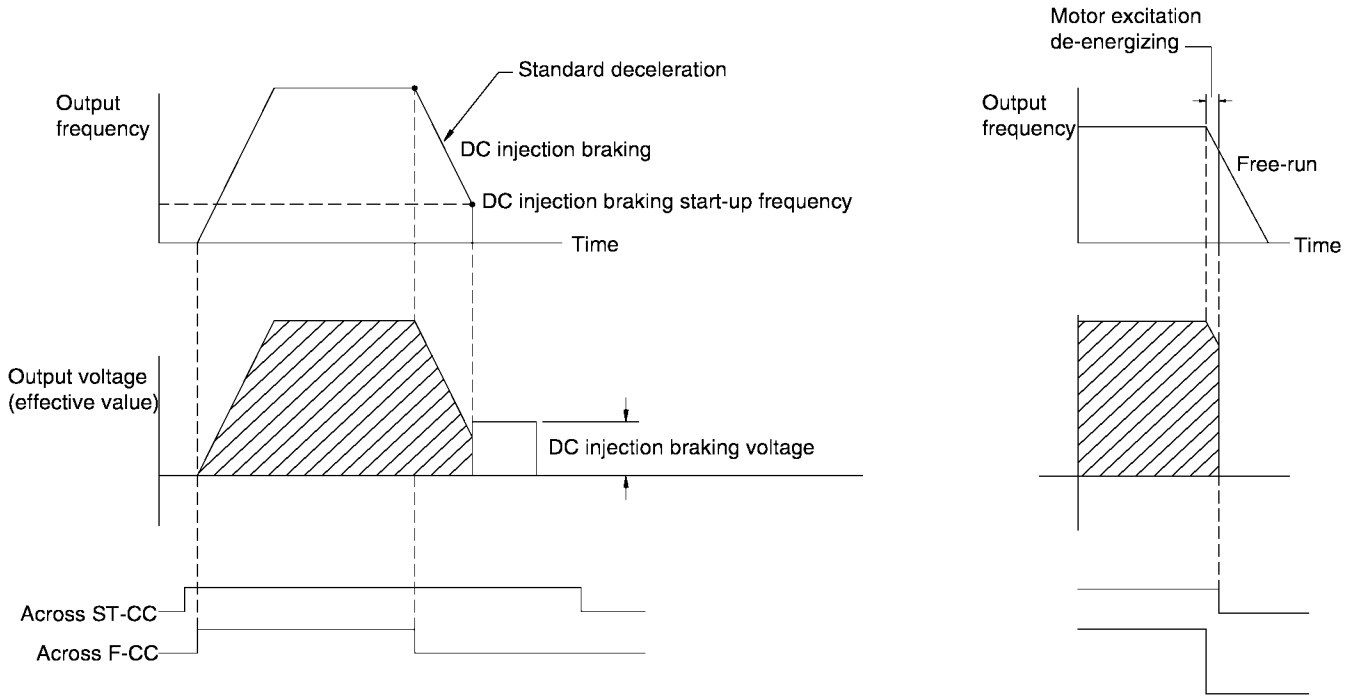 Motor excitation
de-energizing
Standard deceleration
Output
frequency
DC injection braking
DC injection braking start-up frequency
Time
Output
frequency
Free-run
Time
Output voltage
(effective value)
DC injection braking voltage
Across ST-CC
Across F-CC